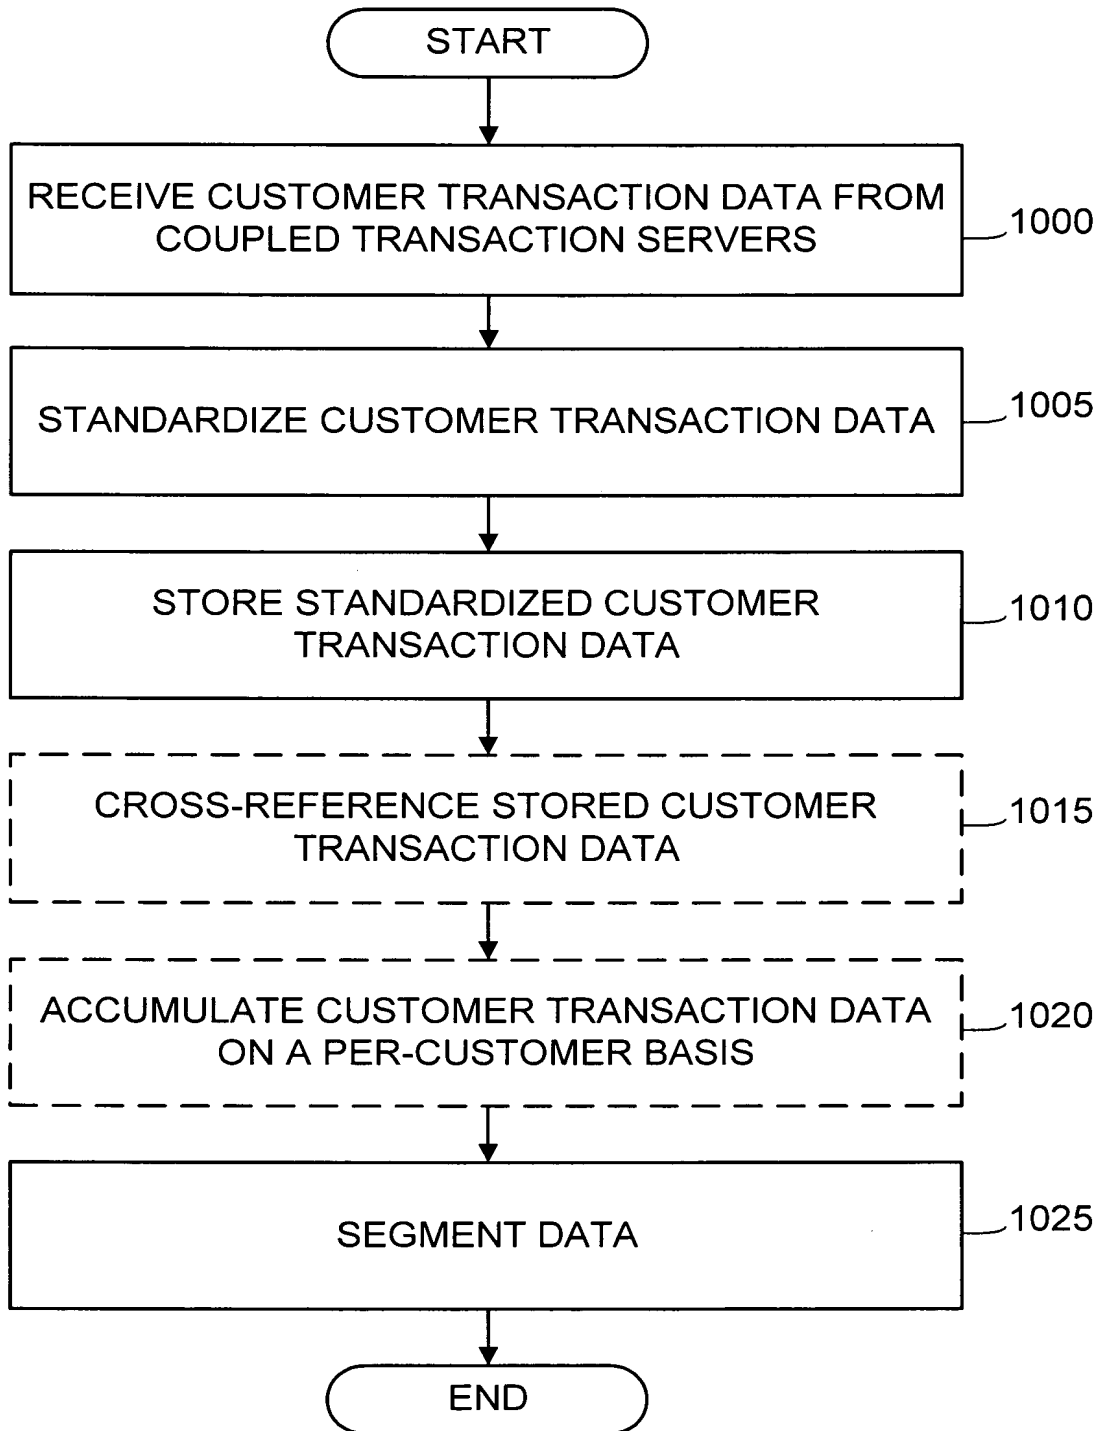 START
RECEIVE CUSTOMER TRANSACTION DATA FROM
COUPLED TRANSACTION SERVERS
1000
STANDARDIZE CUSTOMER TRANSACTION DATA
1005
STORE STANDARDIZED CUSTOMER
TRANSACTION DATA
1010
CROSS-REFERENCE STORED CUSTOMER
TRANSACTION DATA
1015
ACCUMULATE CUSTOMER TRANSACTION DATA
ON A PER-CUSTOMER BASIS
1020
SEGMENT DATA
1025
END